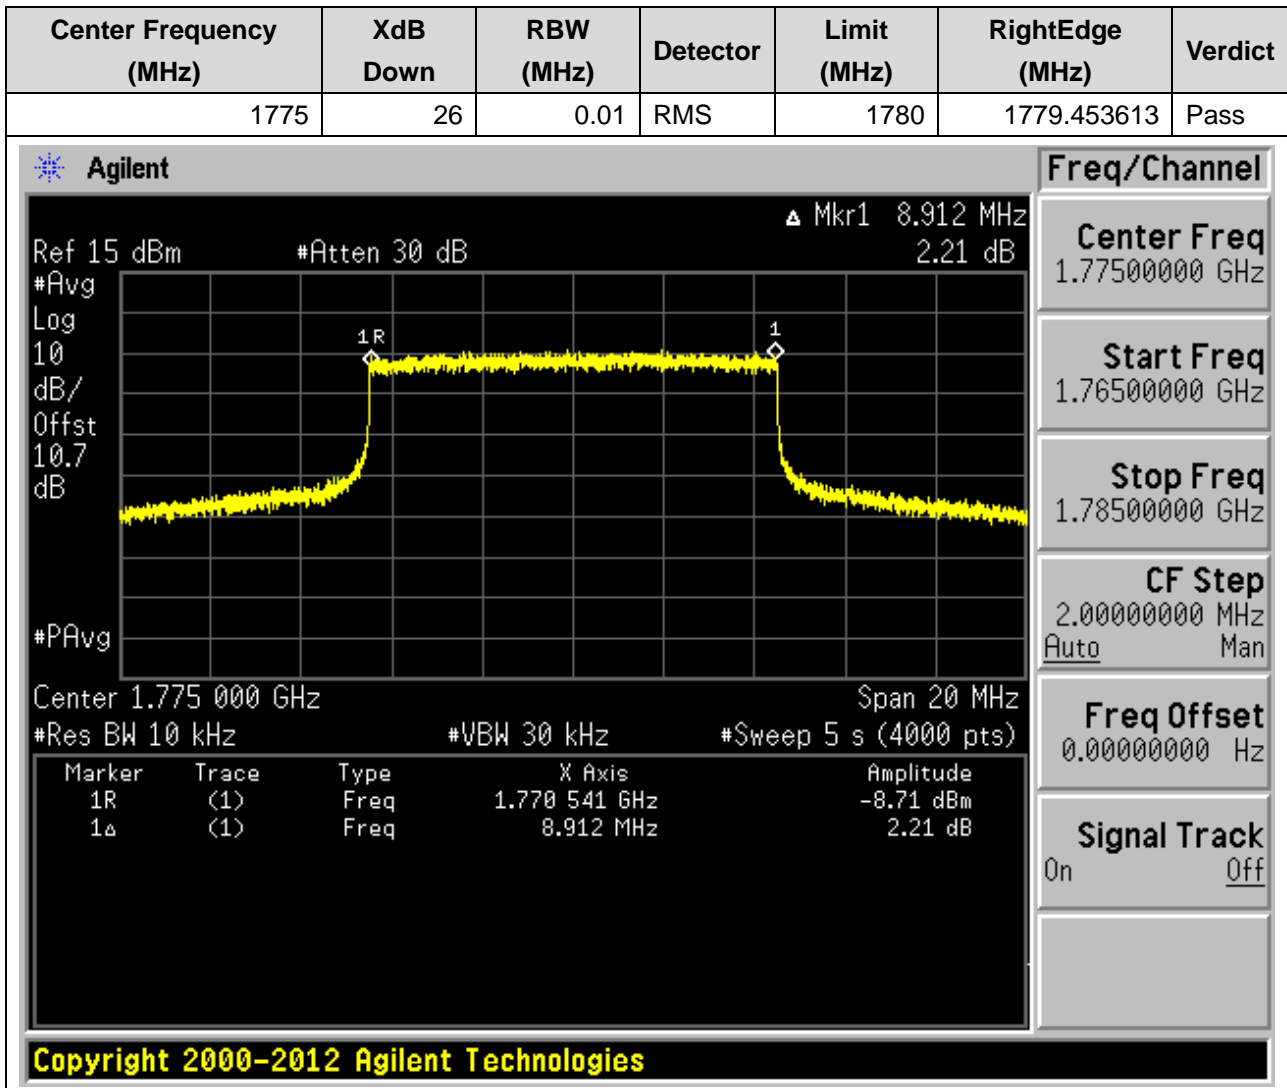 Center Frequency (MHz) XdB Down RBW (MHz) Detector Limit (MHz) RightEdge (MHz) Verdict
1775 26 0.01 RMS 1780 1779.453613 Pass
Agilent
Freq/Channel
Δ Mkr1 8.912 MHz
Ref 15 dBm #Atten 30 dB 2.21 dB
#Avg
Log
10
dB/
Offst
10.7
dB
#PAvg
1R
1
Center 1.775 000 GHz Span 20 MHz
#Res BW 10 kHz #VBW 30 kHz #Sweep 5 s (4000 pts)
Marker Trace Type X Axis Amplitude
1R (1) Freq 1.770 541 GHz -8.71 dBm
1Δ (1) Freq 8.912 MHz 2.21 dB
Center Freq
1.77500000 GHz
Start Freq
1.76500000 GHz
Stop Freq
1.78500000 GHz
CF Step
2.00000000 MHz
Auto Man
Freq Offset
0.00000000 Hz
Signal Track
On Off
Copyright 2000-2012 Agilent Technologies